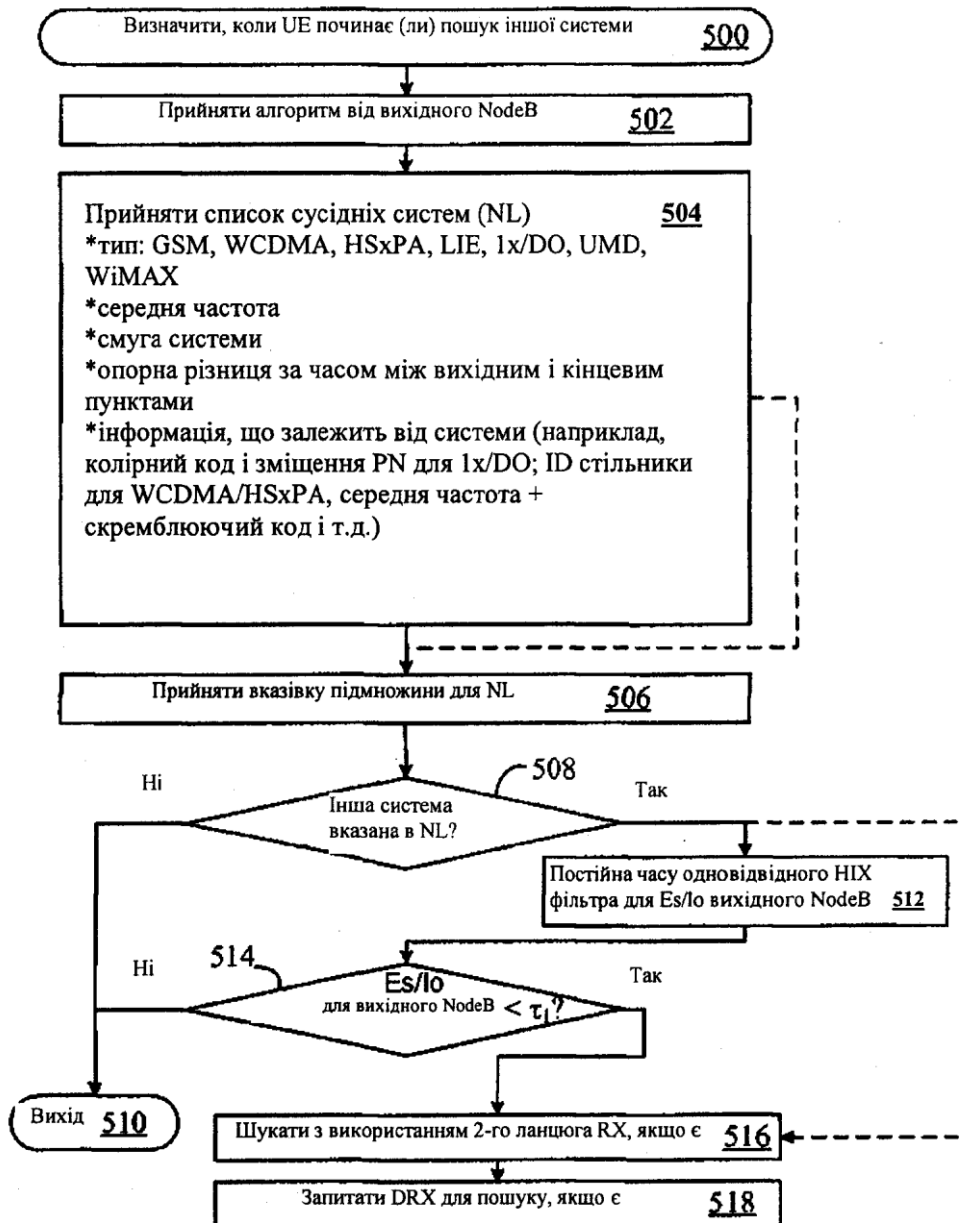 Визначити, коли UE починає (ли) пошук іншої системи 500
Прийняти алгоритм від вихідного NodeB 502
Прийняти список сусідніх систем (NL) 504
*тип: GSM, WCDMA, HSxPA, LIE, 1x/DO, UMD,
WiMAX
*середня частота
*смуга системи
*опорна різниця за часом між вихідним і кінцевим
пунктами
*інформація, що залежить від системи (наприклад,
колірний код і зміщення PN для 1x/DO; ID стільники
для WCDMA/HSxPA, середня частота +
скремблюючий код і т.д.)
Прийняти вказівку підмножини для NL 506
Ні
508
Так
Інша система
вказана в NL?
Постійна часу одновідвідного НІХ
фільтра для Es/Io вихідного NodeB 512
Ні
514
Так
Es/Io
для вихідного NodeB < τ₁?
Вихід 510
Шукати з використанням 2-го ланцюга RX, якщо є 516
Запитати DRX для пошуку, якщо є 518